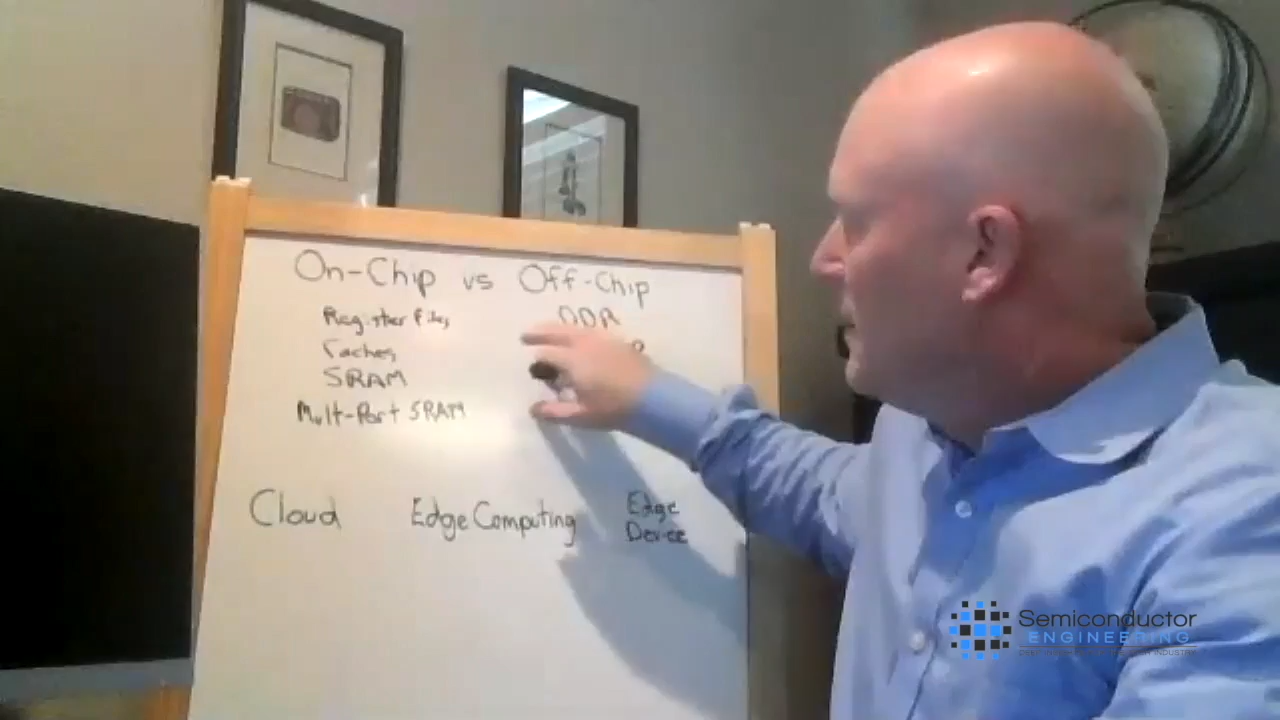 On-Chip vs Off-Chip
Register Files DDR
Caches
SRAM
Mult-Port SRAM
Cloud Edge Computing Edge
Device
Semiconductor
ENGINEERING